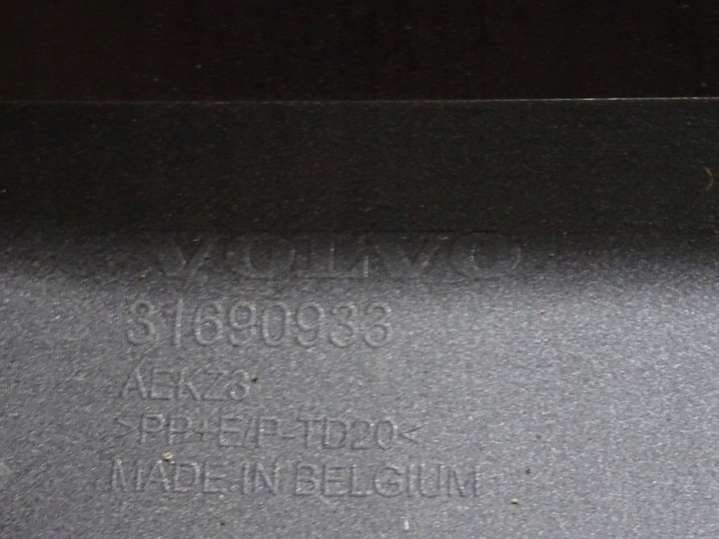 VOLVO
31690933
AEKZ3
>PP+E/P-TD20<
MADE IN BELGIUM